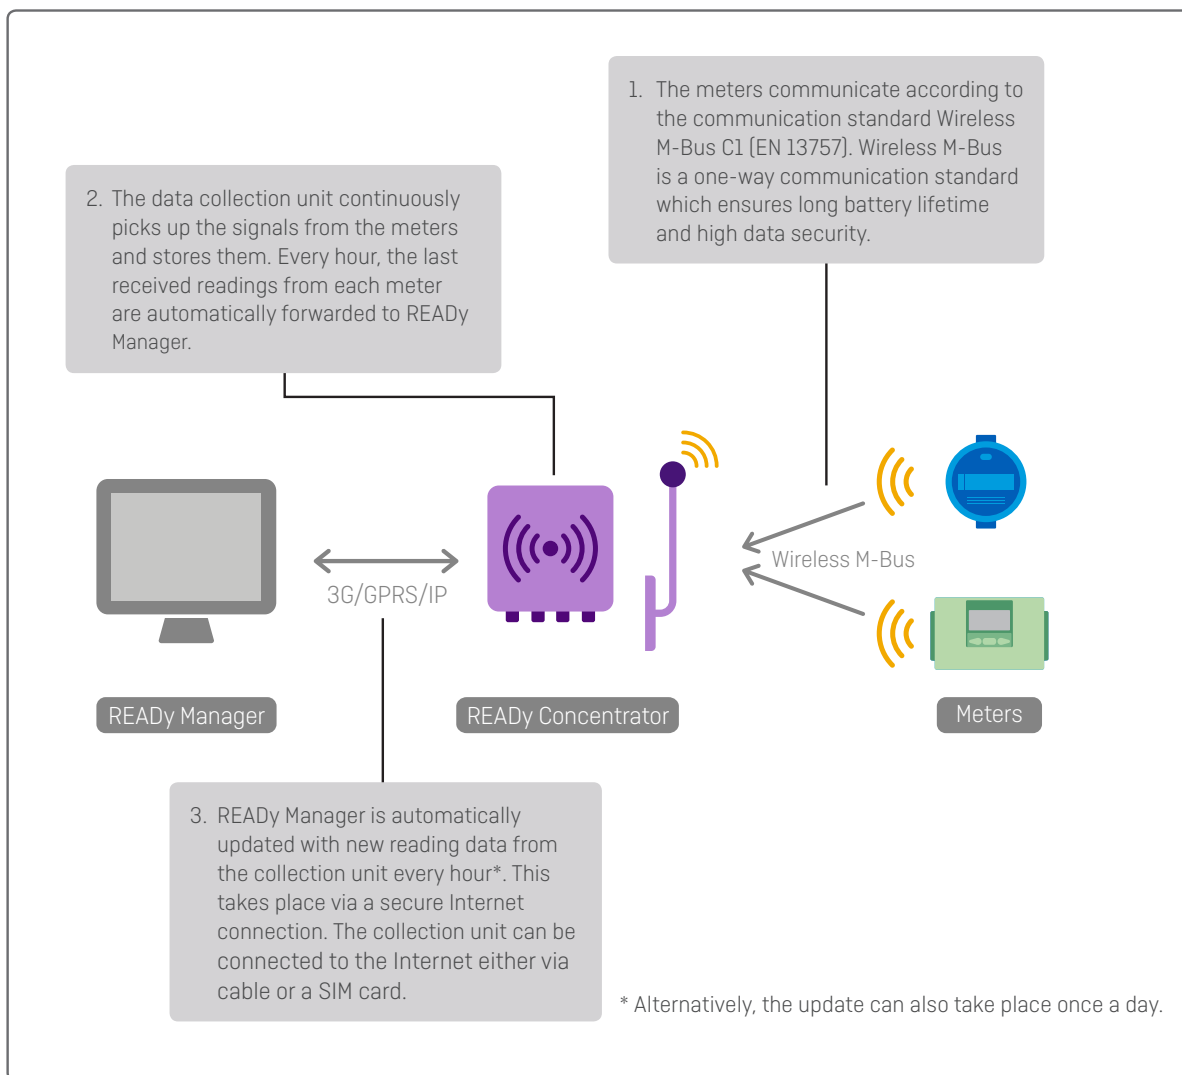 1. The meters communicate according to
the communication standard Wireless
M-Bus C1 (EN 13757). Wireless M-Bus
is a one-way communication standard
which ensures long battery lifetime
and high data security.
2. The data collection unit continuously
picks up the signals from the meters
and stores them. Every hour, the last
received readings from each meter
are automatically forwarded to READy
Manager.
3G/GPRS/IP
Wireless M-Bus
READy Manager
READy Concentrator
Meters
3. READy Manager is automatically
updated with new reading data from
the collection unit every hour*. This
takes place via a secure Internet
connection. The collection unit can be
connected to the Internet either via
cable or a SIM card.
* Alternatively, the update can also take place once a day.